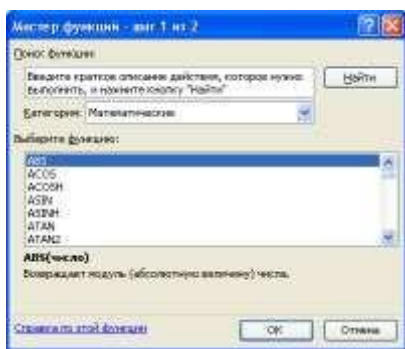 Мастер функций - шаг 1 из 2
Поиск функции:
Введите краткое описание действия, которое нужно
выполнить, и нажмите кнопку "Найти"
Найти
Категория: Математические
Выберите функцию:
ABS
ACOS
ACOSH
ASIN
ASINH
ATAN
ATAN2
ABS(число)
Возвращает модуль (абсолютную величину) числа.
Справка по этой функции
ОК
Отмена